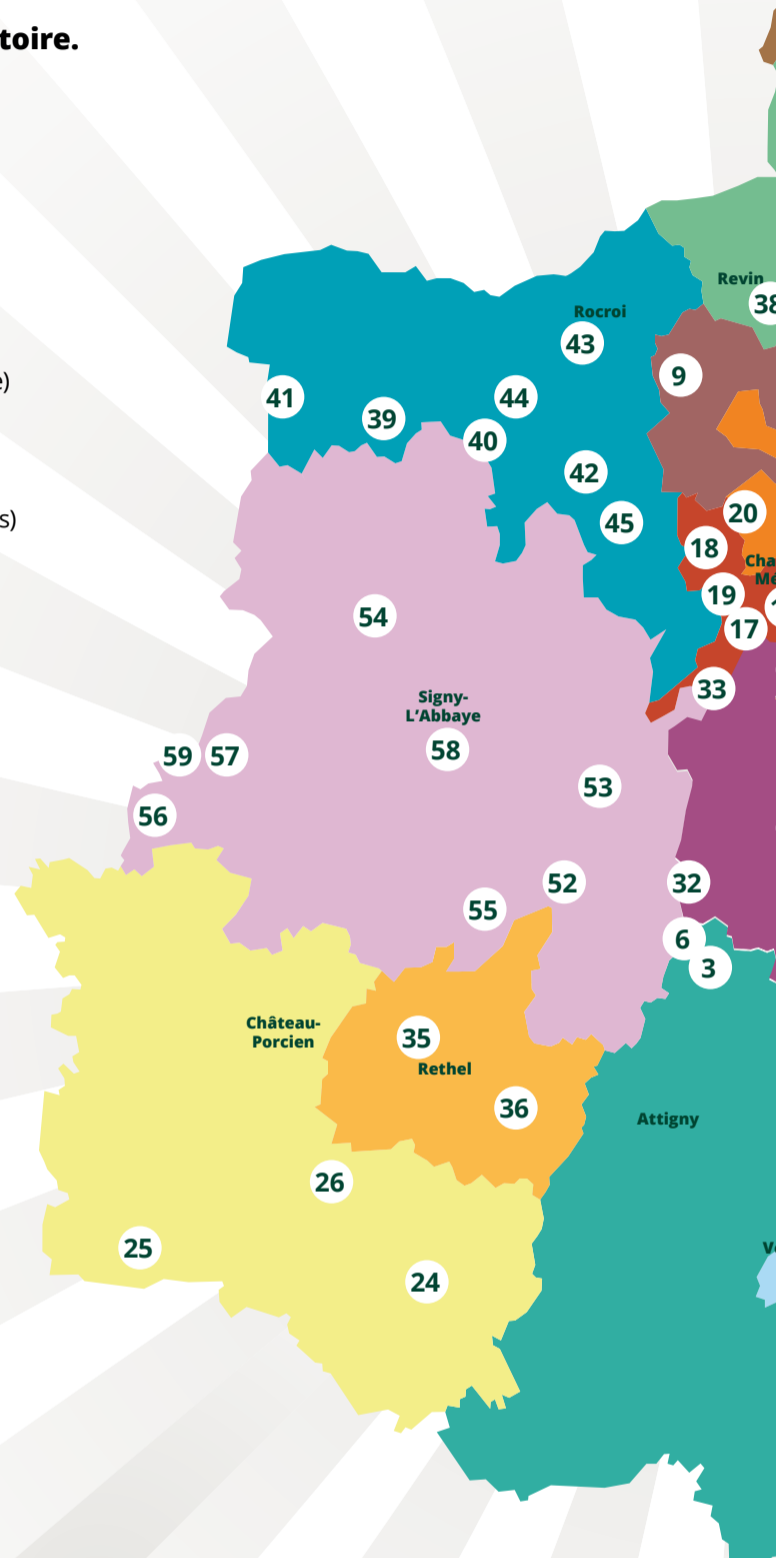 toire.
é)
s)
Revin
38
Rocroi
43
9
41
44
39
40
42
20
45
18
Cha
Mé
19
54
17
33
Signy-
L’Abbaye
58
59
57
53
56
52
32
55
6
3
Château-
Porcien
35
Rethel
36
Attigny
26
25
24